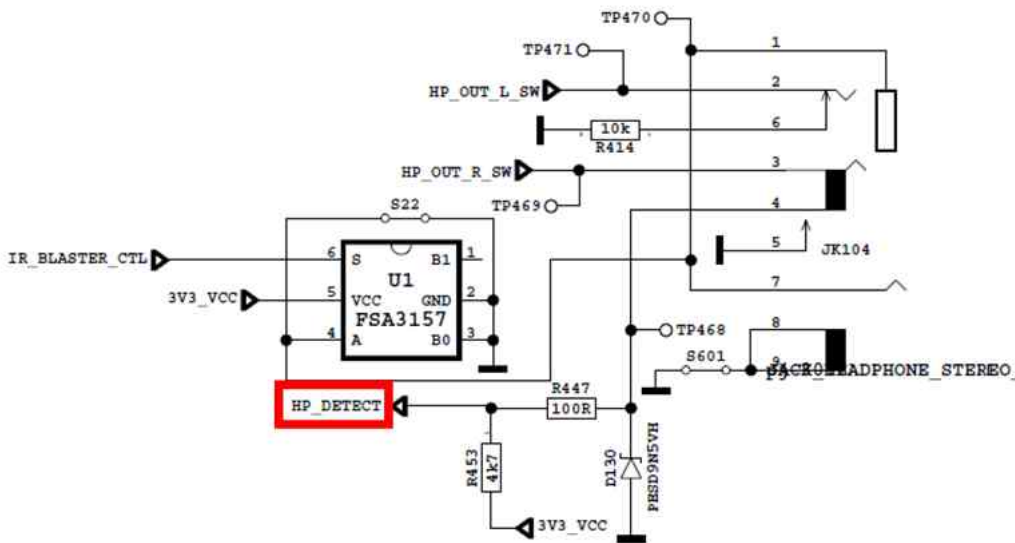 TP470
1
TP471
2
HP_OUT_L_SW
10k
6
R414
HP_OUT_R_SW
3
TP469
4
S22
5
JK104
IR_BLASTER_CTL
6
S
B1
1
U1
3V3_VCC
5
VCC
GND
2
7
FSA3157
4
A
B0
3
TP468
8
S601
9
HP_DETECT
R447
100R
R453
4k7
D130
PESD9N5VH
3V3_VCC